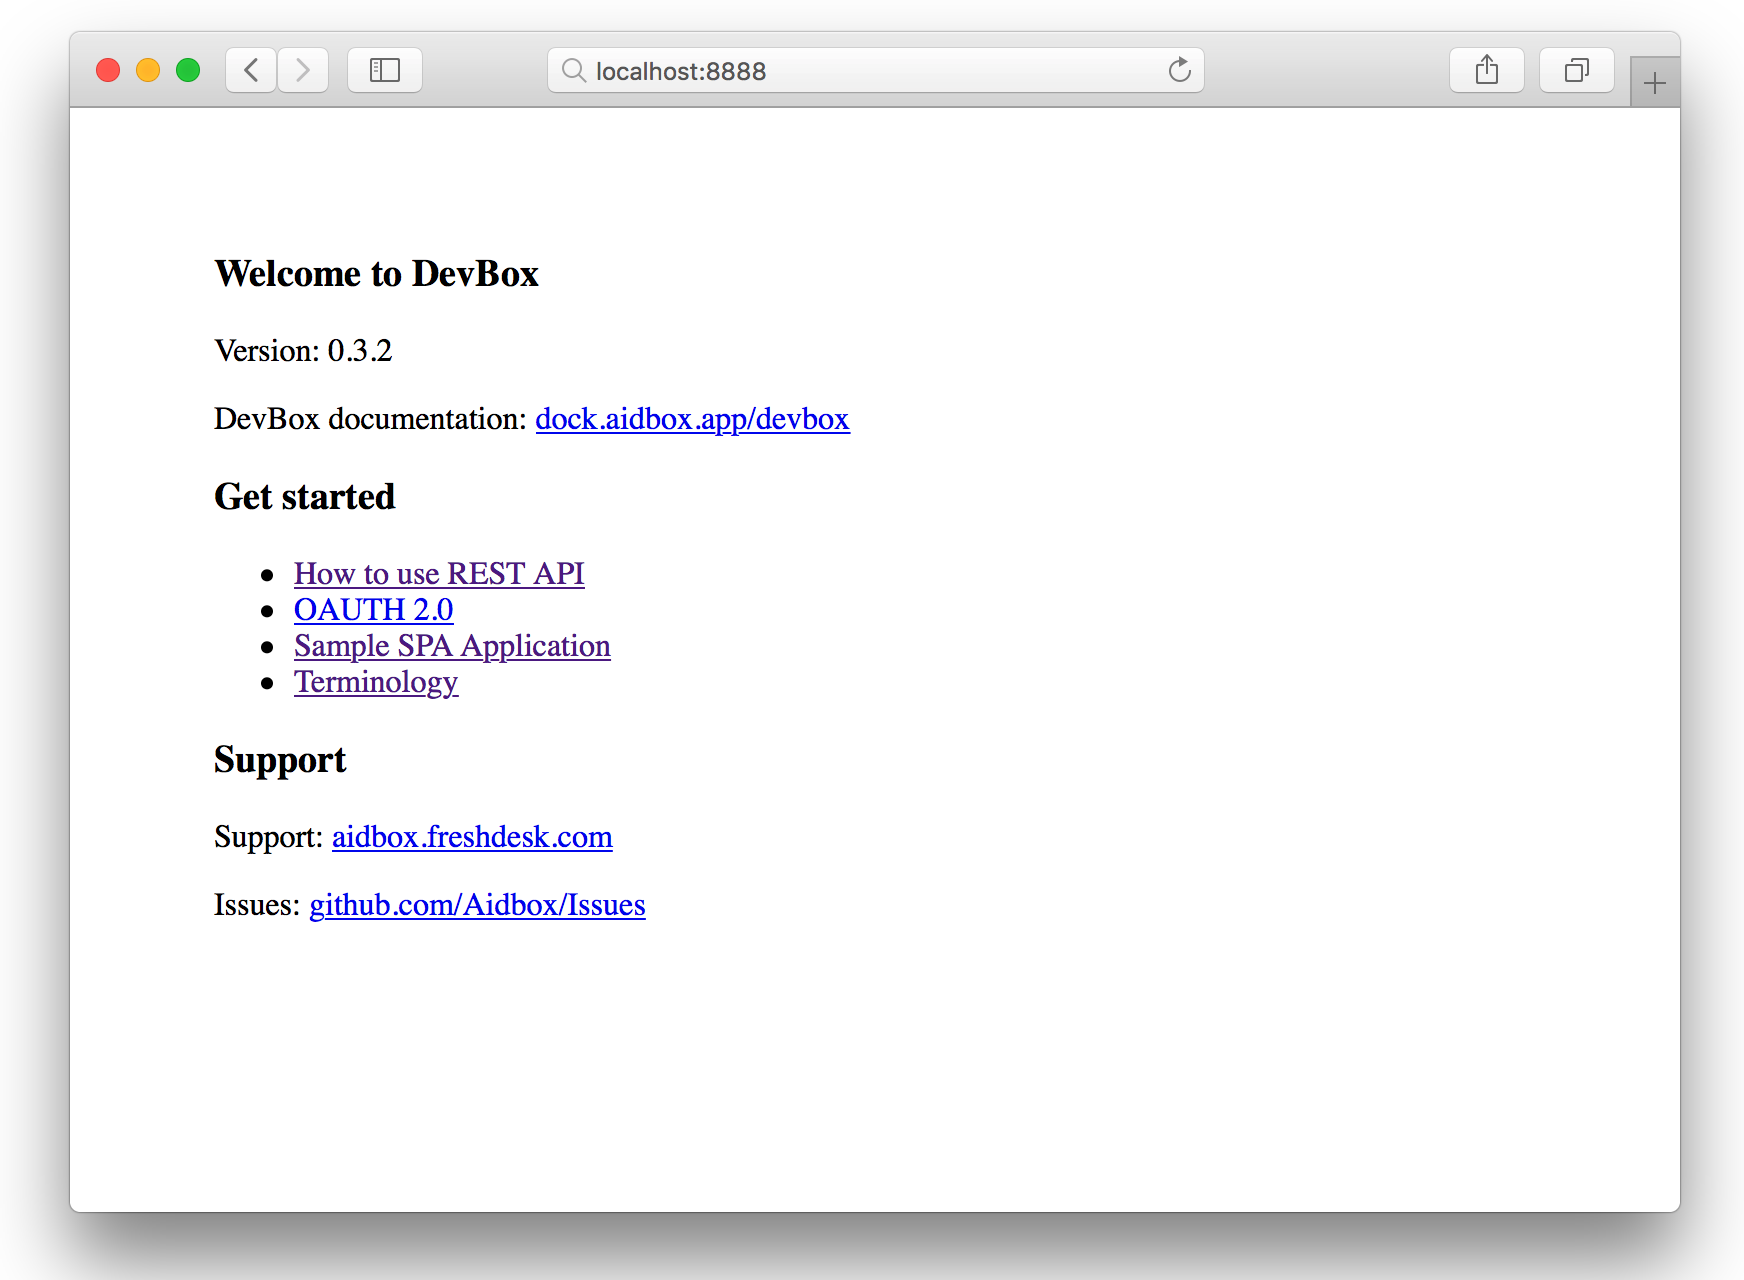 localhost:8888
Welcome to DevBox
Version: 0.3.2
DevBox documentation: dock.aidbox.app/devbox
Get started
How to use REST API
OAUTH 2.0
Sample SPA Application
Terminology
Support
Support: aidbox.freshdesk.com
Issues: github.com/Aidbox/Issues